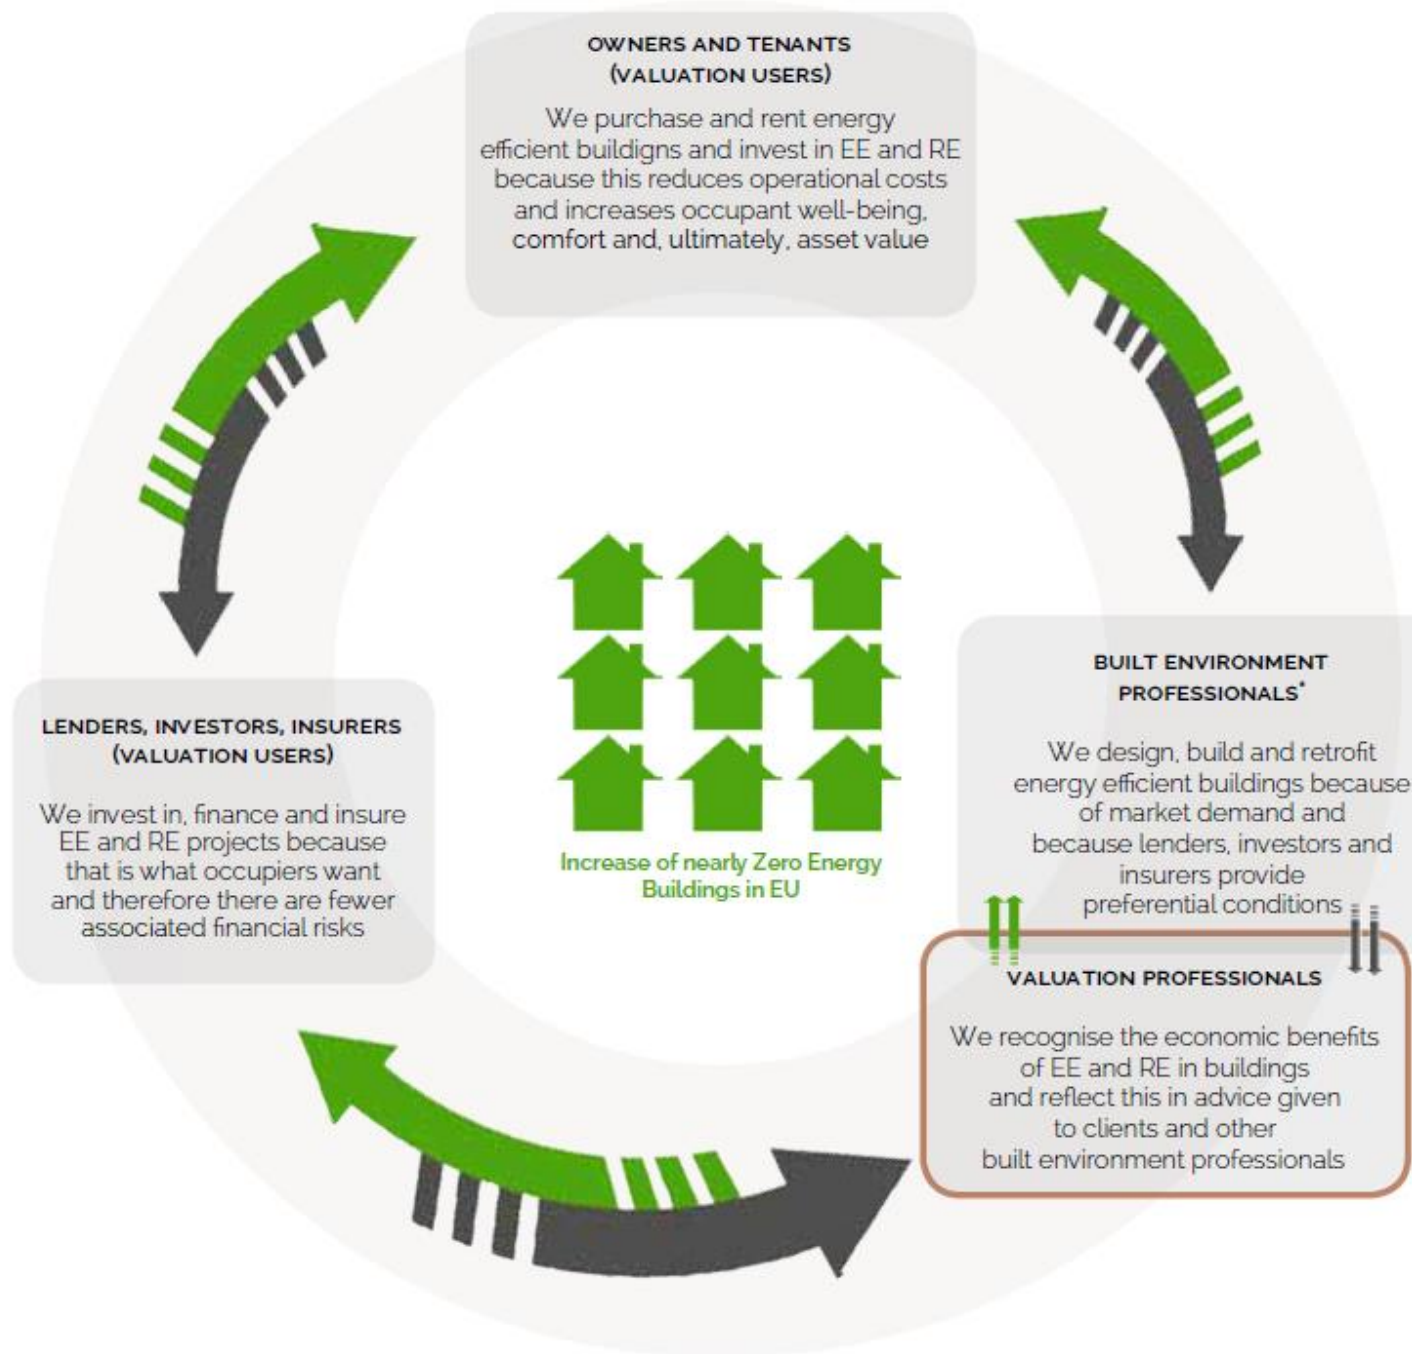 OWNERS AND TENANTS
(VALUATION USERS)
We purchase and rent energy
efficient buildigns and invest in EE and RE
because this reduces operational costs
and increases occupant well-being,
comfort and, ultimately, asset value
BUILT ENVIRONMENT
PROFESSIONALS*
We design, build and retrofit
energy efficient buildings because
of market demand and
because lenders, investors and
insurers provide
preferential conditions
LENDERS, INVESTORS, INSURERS
(VALUATION USERS)
We invest in, finance and insure
EE and RE projects because
that is what occupiers want
and therefore there are fewer
associated financial risks
Increase of nearly Zero Energy
Buildings in EU
VALUATION PROFESSIONALS
We recognise the economic benefits
of EE and RE in buildings
and reflect this in advice given
to clients and other
built environment professionals